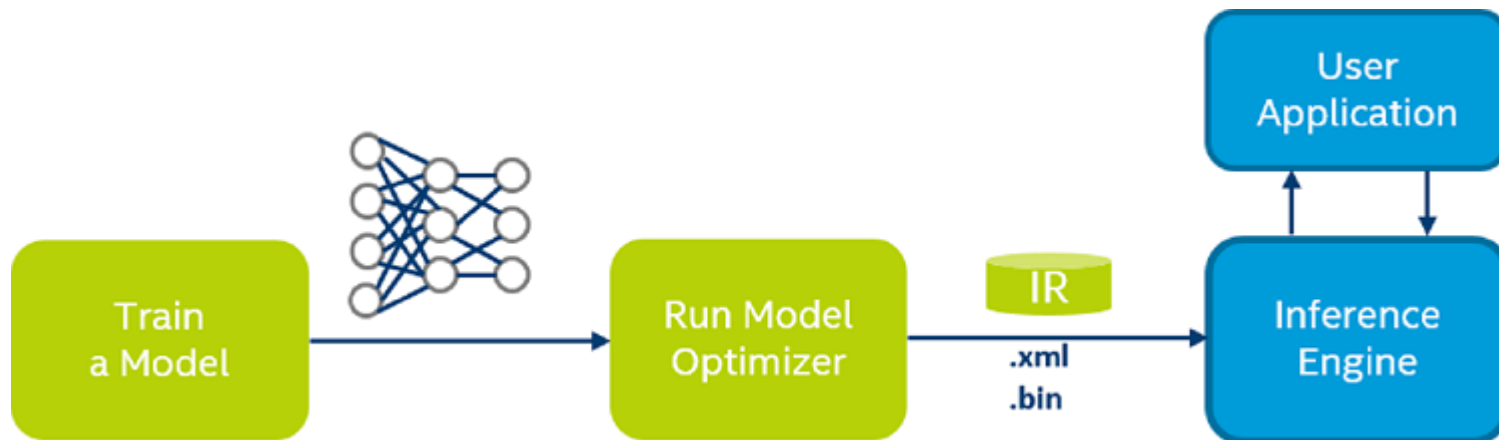 User
Application
Train
a Model
Run Model
Optimizer
IR
.xml
.bin
Inference
Engine